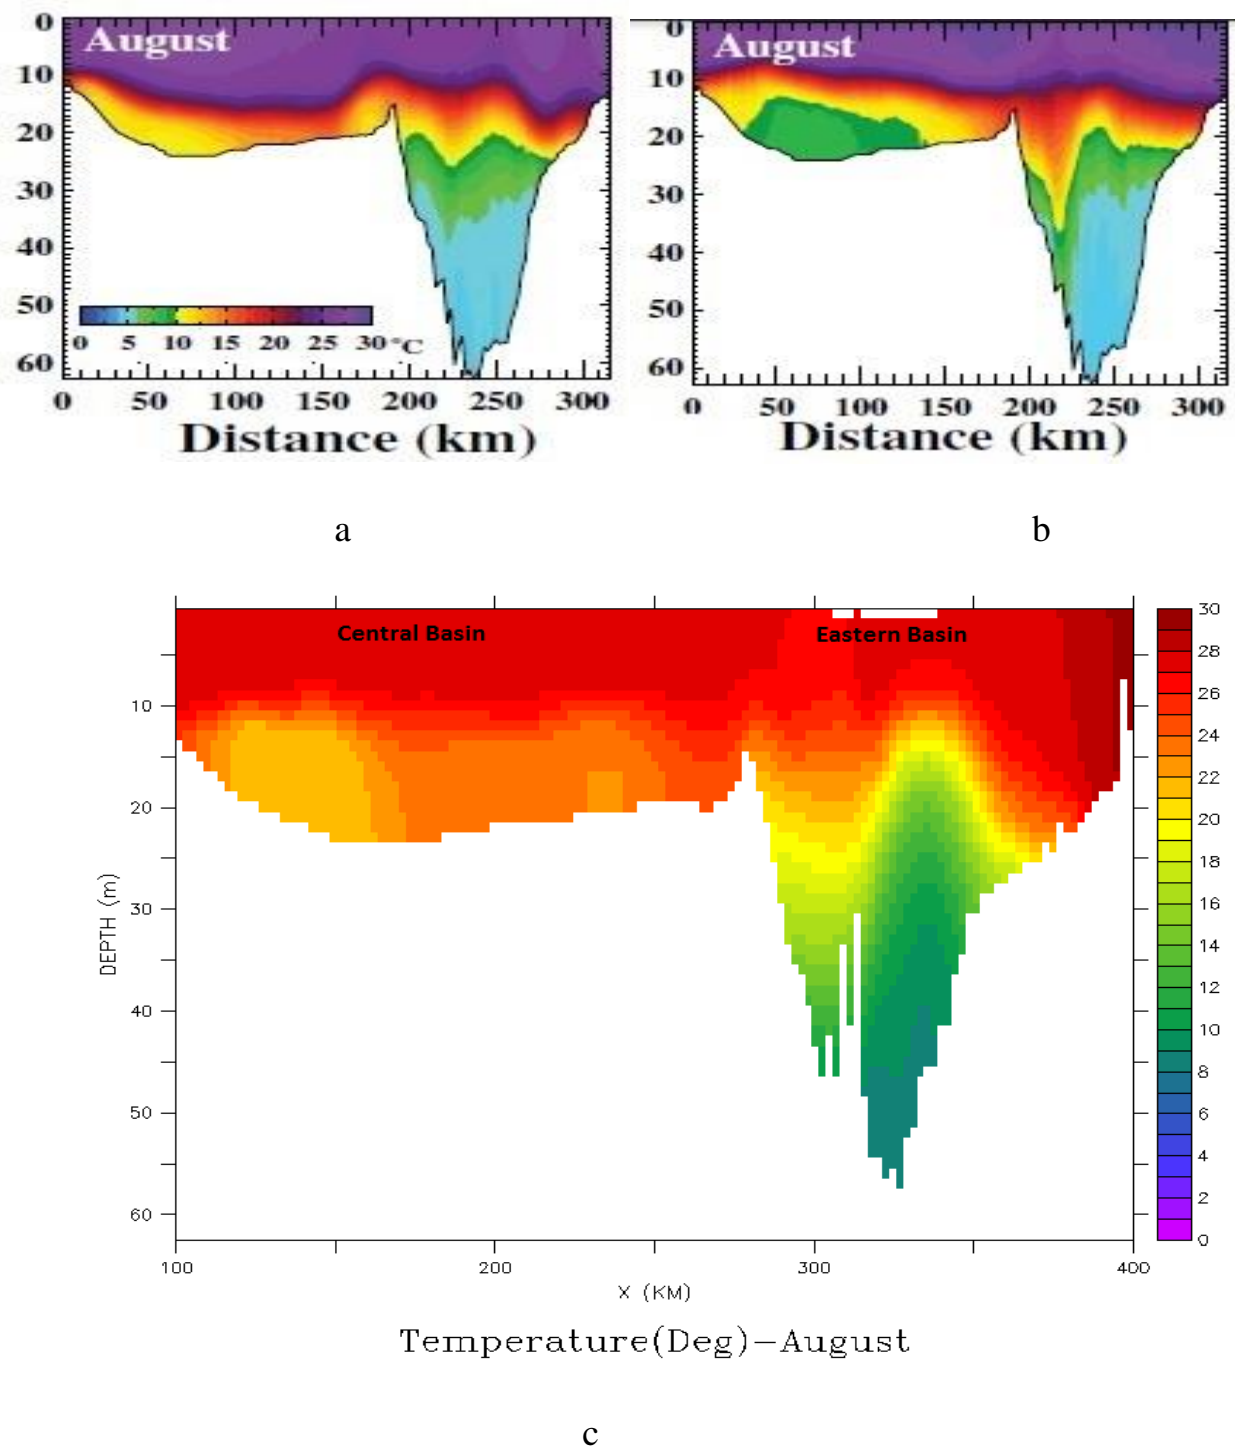 August
0
10
20
30
40
50
60
0 5 10 15 20 25 30 °C
0 50 100 150 200 250 300
Distance (km)
a
August
0
10
20
30
40
50
60
0 50 100 150 200 250 300
Distance (km)
b
Central Basin Eastern Basin
DEPTH (m)
10
20
30
40
50
60
100 200 300 400
X (KM)
30
28
26
24
22
20
18
16
14
12
10
8
6
4
2
0
Temperature(Deg)-August
c